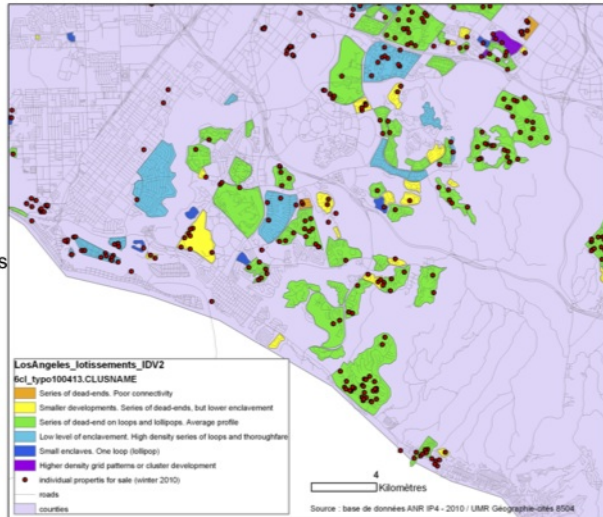 s
LosAngeles_lotissements_IDV2
6cl_typo100413.CLUSNAME
Series of dead-ends. Poor connectivity
Smaller developments. Series of dead-ends, but lower enclavement
Series of dead-end on loops and lollipops. Average profile
Low level of enclavement. High density series of loops and thoroughfare
Small enclaves. One loop (lollipop)
Higher density grid patterns or cluster development
individual propertis for sale (winter 2010)
roads
counties
4
Kilomètres
Source : base de données ANR IP4 - 2010 / UMR Géographie-cités 8504